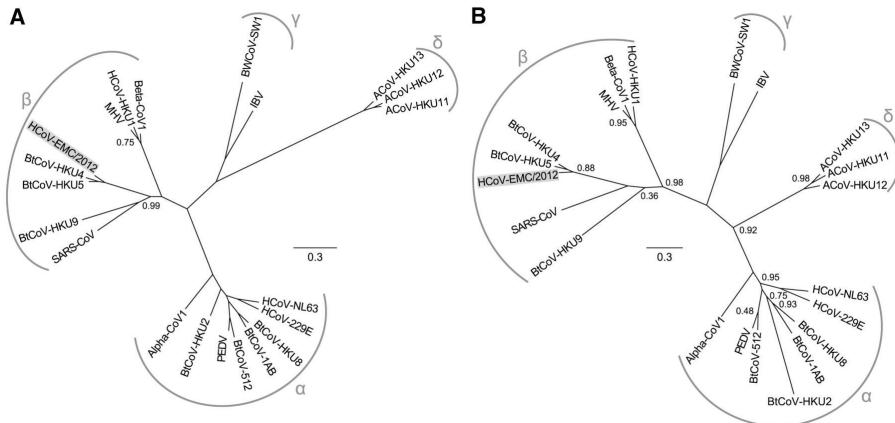 A
γ
BWCoV-SW1
IBV
δ
ACoV-HKU13
ACoV-HKU12
ACoV-HKU11
β
Beta-CoV1
HCoV-HKU1
MHV
0.75
HCoV-EMC/2012
BtCoV-HKU4
BtCoV-HKU5
0.99
BtCoV-HKU9
SARS-CoV
0.3
Alpha-CoV1
BtCoV-HKU2
PEDV
BtCoV-512
BtCoV-1AB
BtCoV-HKU8
HCoV-229E
HCoV-NL63
α
B
γ
BWCoV-SW1
IBV
δ
ACoV-HKU13
ACoV-HKU11
ACoV-HKU12
0.98
β
HCoV-HKU1
Beta-CoV1
MHV
0.95
BtCoV-HKU4
BtCoV-HKU5
HCoV-EMC/2012
0.88
0.98
0.36
SARS-CoV
BtCoV-HKU9
0.3
0.92
0.95
0.75
0.93
0.48
Alpha-CoV1
PEDV
BtCoV-512
BtCoV-HKU2
BtCoV-1AB
BtCoV-HKU8
HCoV-229E
HCoV-NL63
α